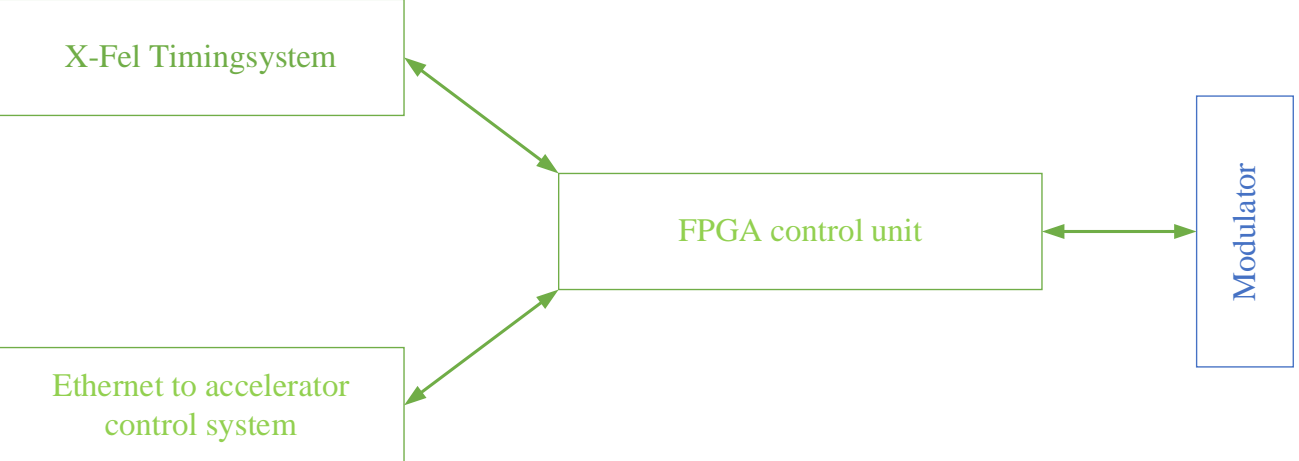 X-Fel Timingsystem
FPGA control unit
Modulator
Ethernet to accelerator
control system